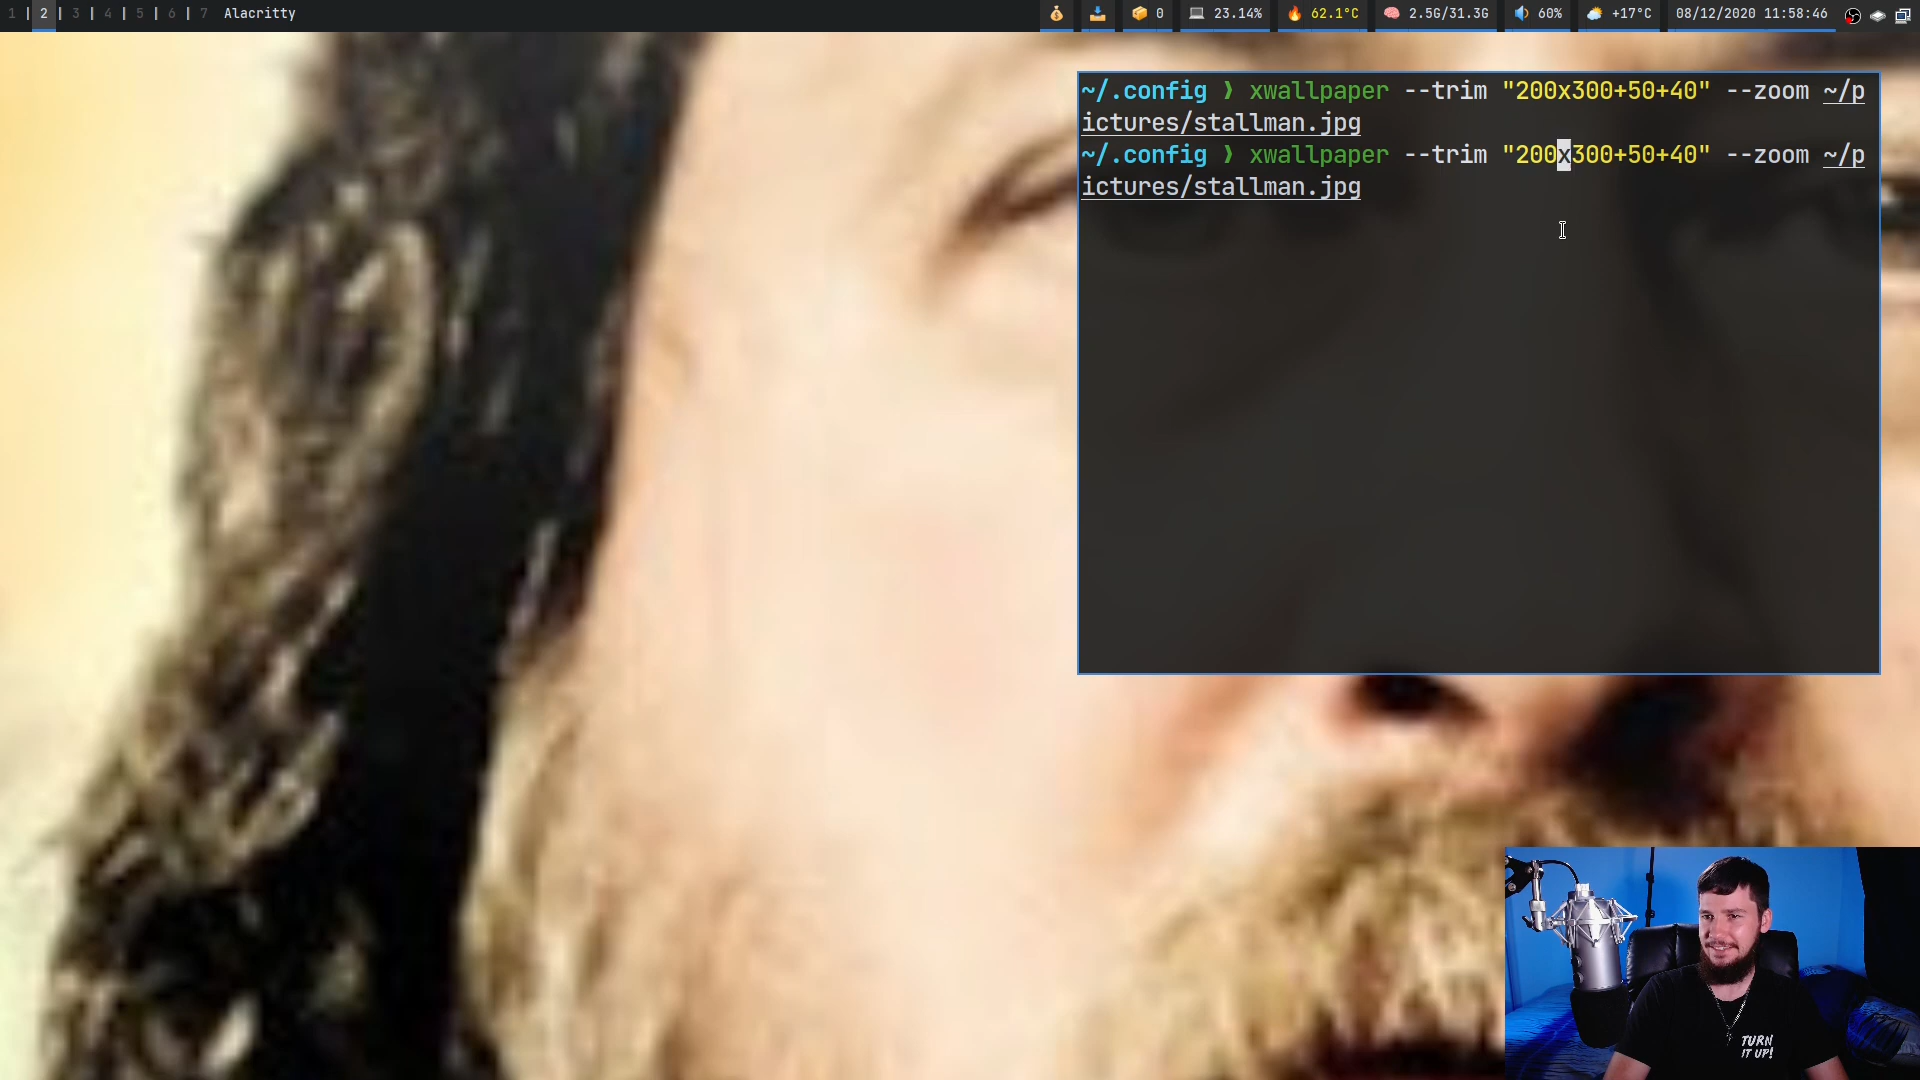 1 | 2 | 3 | 4 | 5 | 6 | 7 Alacritty
0 23.14% 62.1°C 2.5G/31.3G 60% +17°C 08/12/2020 11:58:46
~/.config ❯ xwallpaper --trim "200x300+50+40" --zoom ~/p
ictures/stallman.jpg
~/.config ❯ xwallpaper --trim "200x300+50+40" --zoom ~/p
ictures/stallman.jpg
TURN
IT UP!